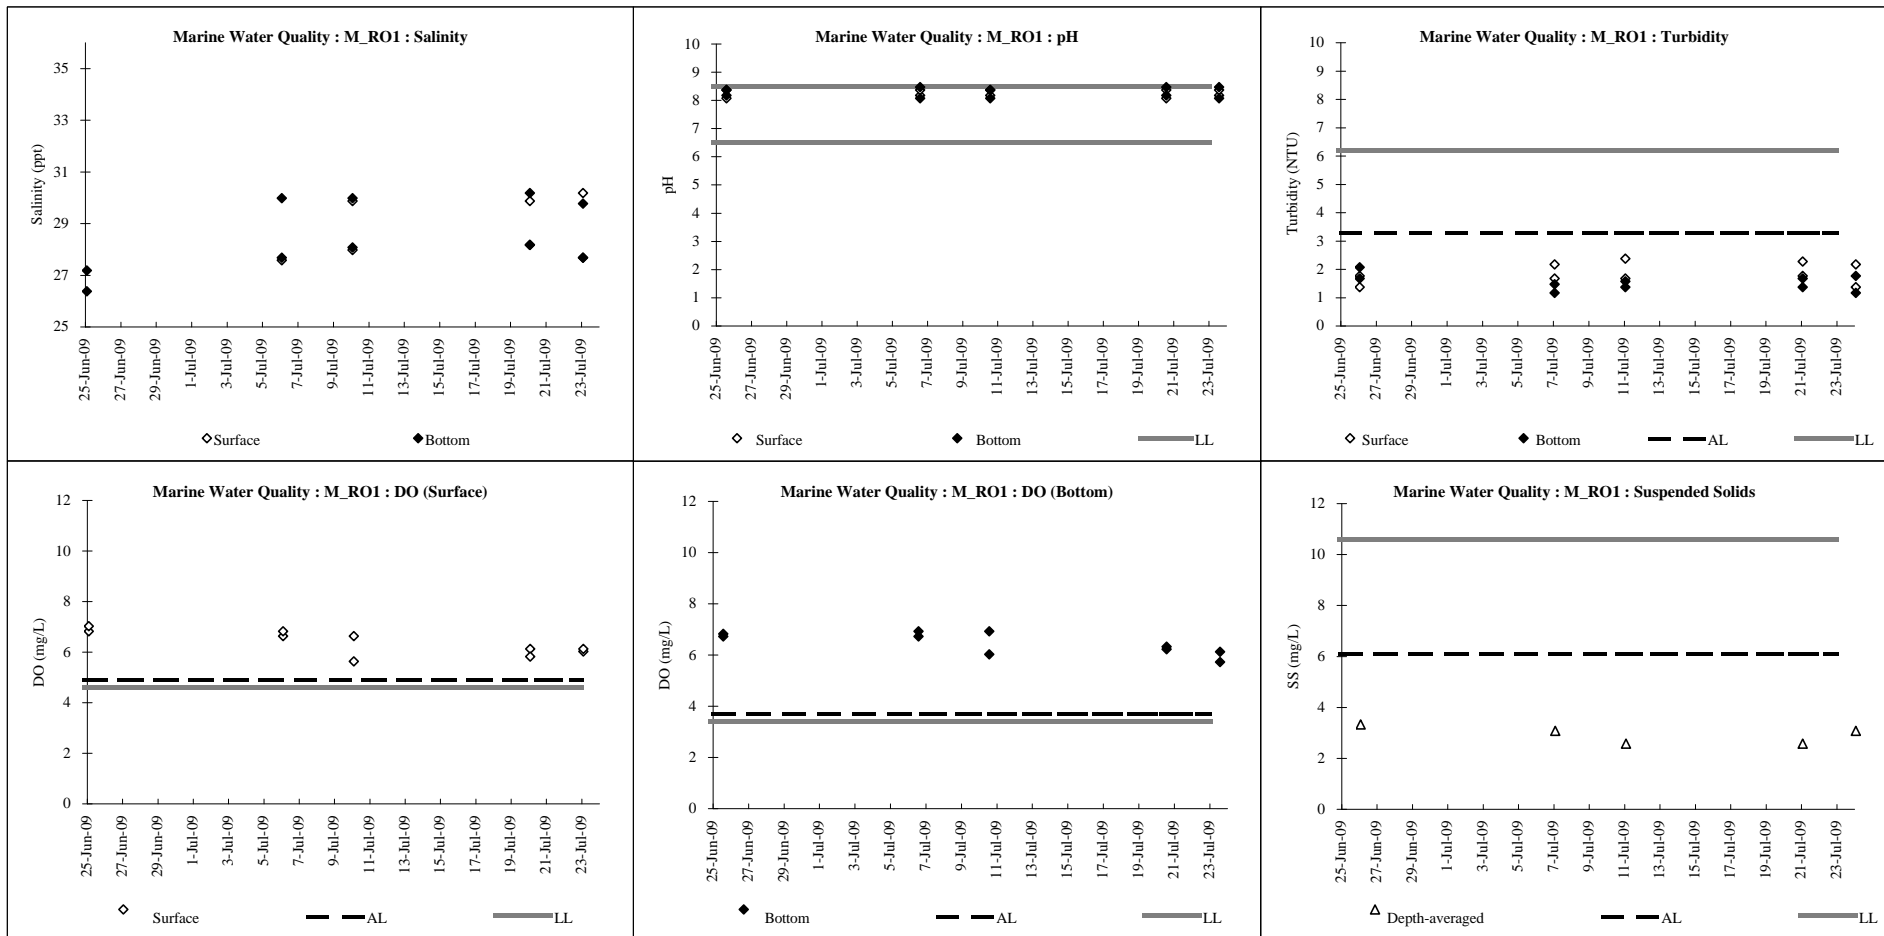 Marine Water Quality : M_RO1 : Salinity
35
33
31
29
27
25
Salinity (ppt)
25-Jun-09
27-Jun-09
29-Jun-09
1-Jul-09
3-Jul-09
5-Jul-09
7-Jul-09
9-Jul-09
11-Jul-09
13-Jul-09
15-Jul-09
17-Jul-09
19-Jul-09
21-Jul-09
23-Jul-09
Surface
Bottom
Marine Water Quality : M_RO1 : pH
10
9
8
7
6
5
4
3
2
1
0
pH
25-Jun-09
27-Jun-09
29-Jun-09
1-Jul-09
3-Jul-09
5-Jul-09
7-Jul-09
9-Jul-09
11-Jul-09
13-Jul-09
15-Jul-09
17-Jul-09
19-Jul-09
21-Jul-09
23-Jul-09
Surface
Bottom
LL
Marine Water Quality : M_RO1 : Turbidity
10
9
8
7
6
5
4
3
2
1
0
Turbidity (NTU)
25-Jun-09
27-Jun-09
29-Jun-09
1-Jul-09
3-Jul-09
5-Jul-09
7-Jul-09
9-Jul-09
11-Jul-09
13-Jul-09
15-Jul-09
17-Jul-09
19-Jul-09
21-Jul-09
23-Jul-09
Surface
Bottom
AL
LL
Marine Water Quality : M_RO1 : DO (Surface)
12
10
8
6
4
2
0
DO (mg/L)
25-Jun-09
27-Jun-09
29-Jun-09
1-Jul-09
3-Jul-09
5-Jul-09
7-Jul-09
9-Jul-09
11-Jul-09
13-Jul-09
15-Jul-09
17-Jul-09
19-Jul-09
21-Jul-09
23-Jul-09
Surface
AL
LL
Marine Water Quality : M_RO1 : DO (Bottom)
12
10
8
6
4
2
0
DO (mg/L)
25-Jun-09
27-Jun-09
29-Jun-09
1-Jul-09
3-Jul-09
5-Jul-09
7-Jul-09
9-Jul-09
11-Jul-09
13-Jul-09
15-Jul-09
17-Jul-09
19-Jul-09
21-Jul-09
23-Jul-09
Bottom
AL
LL
Marine Water Quality : M_RO1 : Suspended Solids
12
10
8
6
4
2
0
SS (mg/L)
25-Jun-09
27-Jun-09
29-Jun-09
1-Jul-09
3-Jul-09
5-Jul-09
7-Jul-09
9-Jul-09
11-Jul-09
13-Jul-09
15-Jul-09
17-Jul-09
19-Jul-09
21-Jul-09
23-Jul-09
Depth-averaged
AL
LL